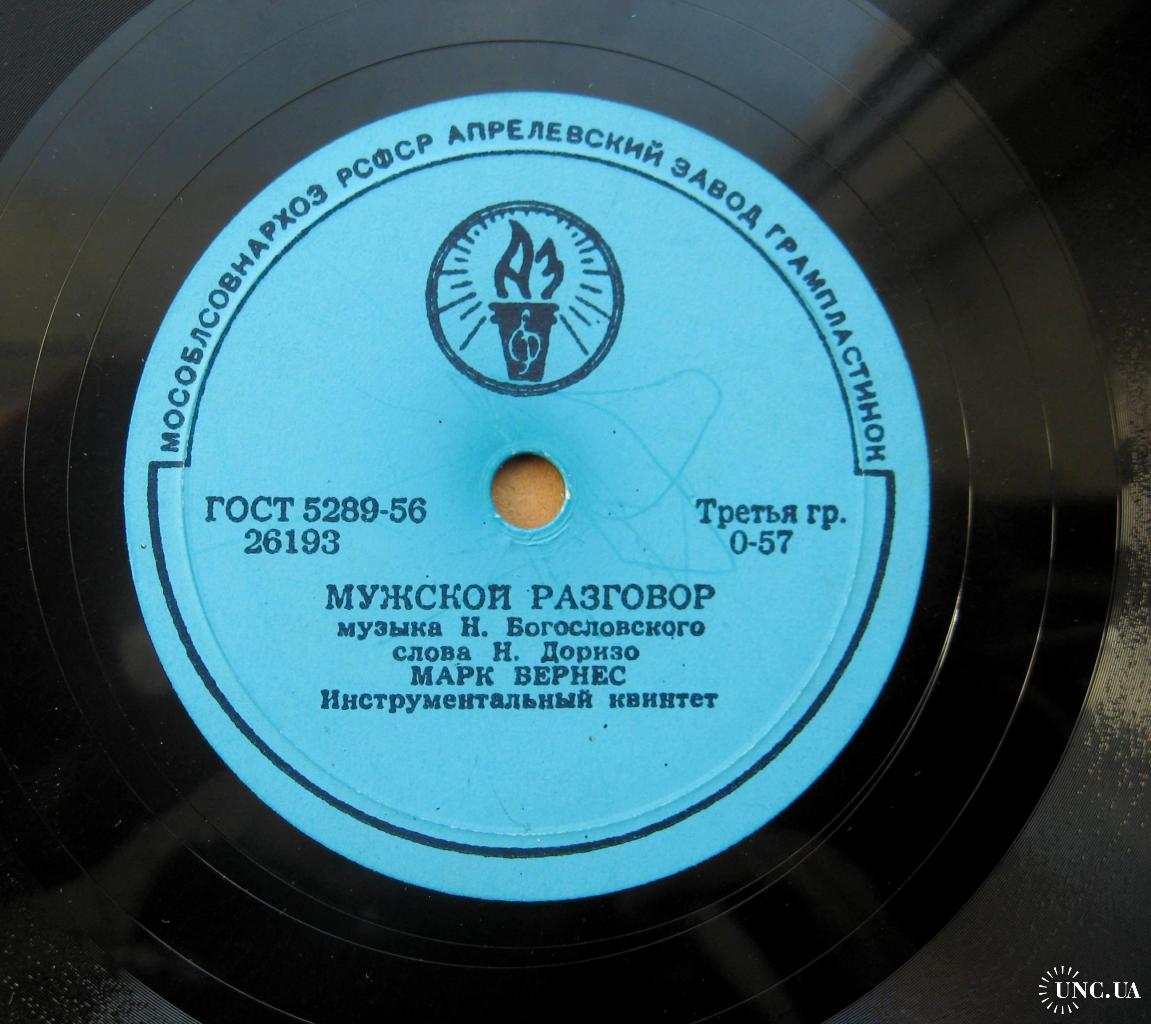 МОСОБЛСОВНАРХОЗ РСФСР АПРЕЛЕВСКИЙ ЗАВОД ГРАМПЛАСТИНОК
АЗ
ГОСТ 5289-56
26193
Третья гр.
0-57
МУЖСКОЙ РАЗГОВОР
музыка Н. Богословского
слова Н. Доризо
МАРК БЕРНЕС
Инструментальный квинтет
UNC.UA